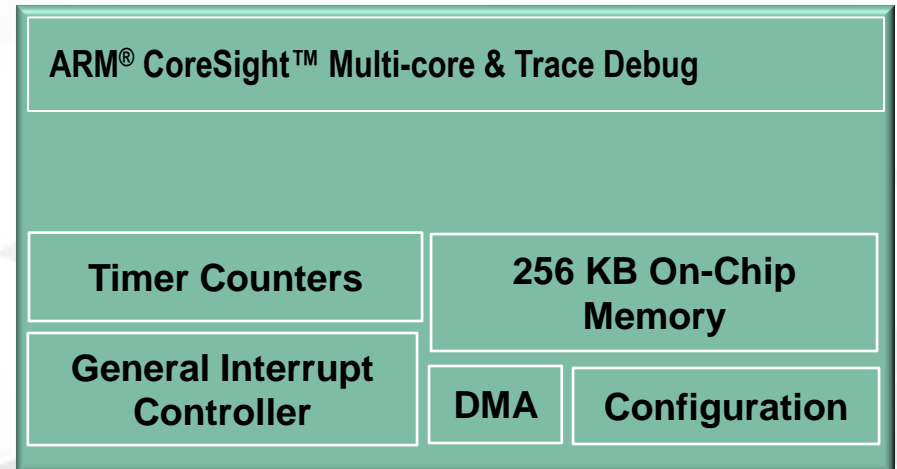 ARM® CoreSight™ Multi-core & Trace Debug
Timer Counters
256 KB On-Chip
Memory
General Interrupt
Controller
DMA
Configuration